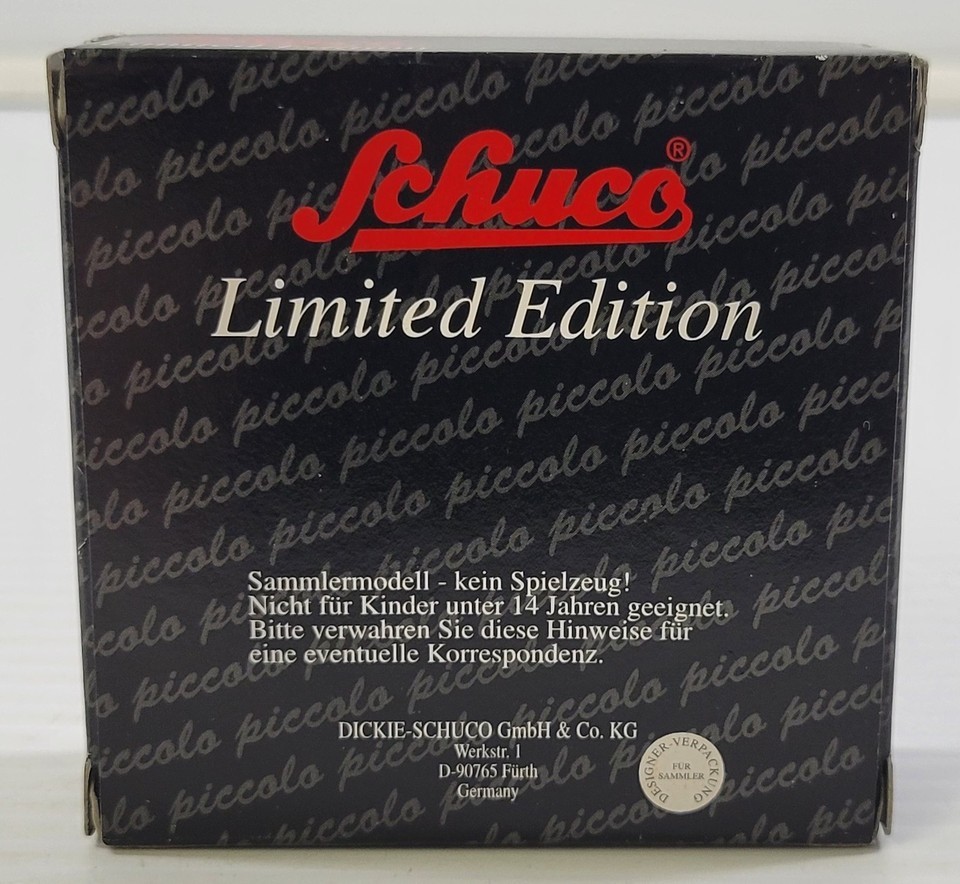 Schuco®
Limited Edition
piccolo
Sammlermodell - kein Spielzeug!
Nicht für Kinder unter 14 Jahren geeignet.
Bitte verwahren Sie diese Hinweise für
eine eventuelle Korrespondenz.
DICKIE-SCHUCO GmbH & Co. KG
Werkstr. 1
D-90765 Fürth
Germany
DESIGNER-VERPACKUNG
FÜR
SAMMLER